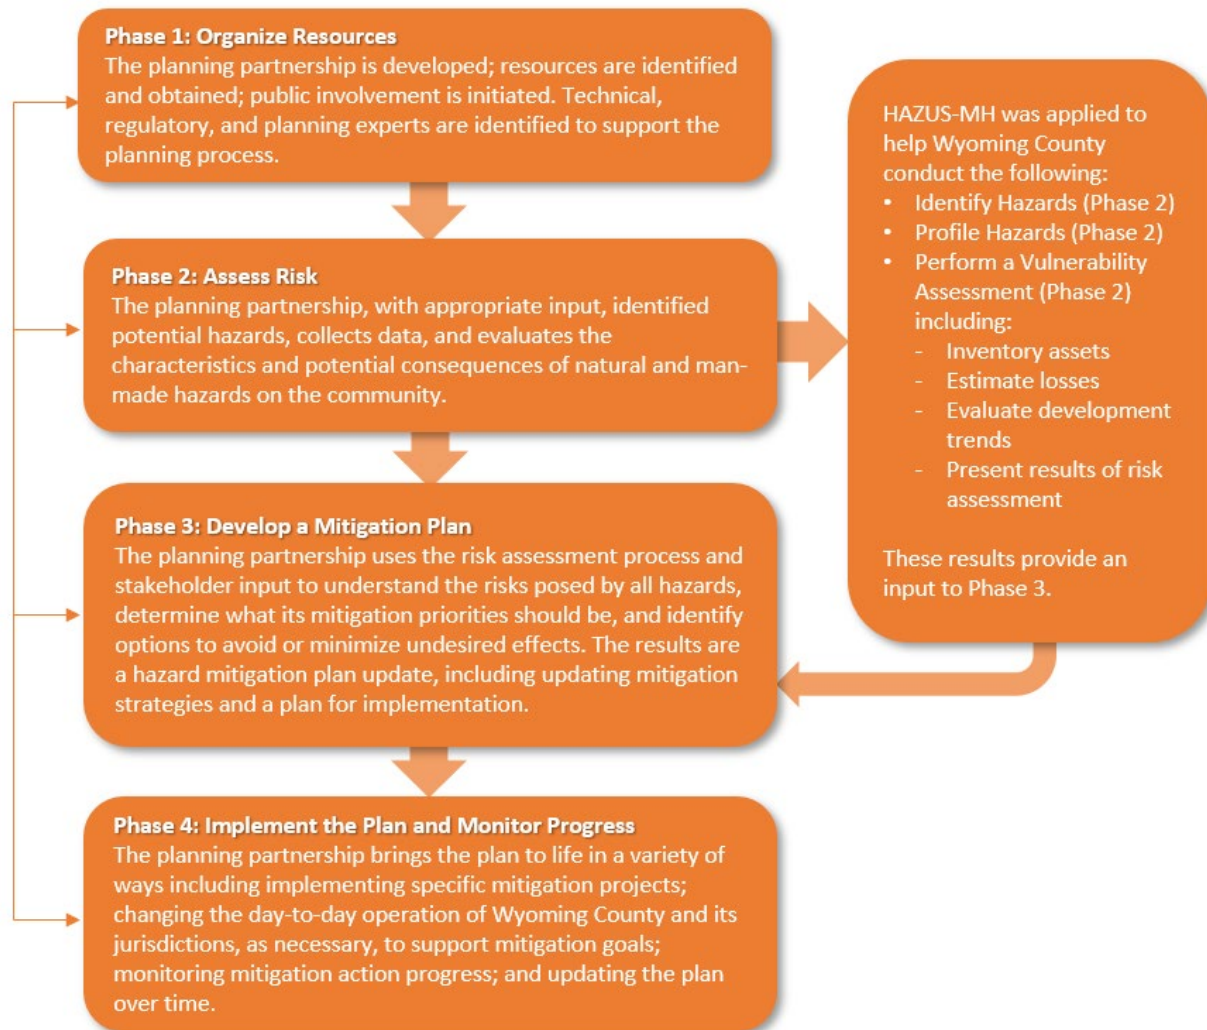 Phase 1: Organize Resources
The planning partnership is developed; resources are identified
and obtained; public involvement is initiated. Technical,
regulatory, and planning experts are identified to support the
planning process.
Phase 2: Assess Risk
The planning partnership, with appropriate input, identified
potential hazards, collects data, and evaluates the
characteristics and potential consequences of natural and man-
made hazards on the community.
HAZUS-MH was applied to
help Wyoming County
conduct the following:
• Identify Hazards (Phase 2)
• Profile Hazards (Phase 2)
• Perform a Vulnerability
Assessment (Phase 2)
including:
- Inventory assets
- Estimate losses
- Evaluate development
trends
- Present results of risk
assessment
These results provide an
input to Phase 3.
Phase 3: Develop a Mitigation Plan
The planning partnership uses the risk assessment process and
stakeholder input to understand the risks posed by all hazards,
determine what its mitigation priorities should be, and identify
options to avoid or minimize undesired effects. The results are
a hazard mitigation plan update, including updating mitigation
strategies and a plan for implementation.
Phase 4: Implement the Plan and Monitor Progress
The planning partnership brings the plan to life in a variety of
ways including implementing specific mitigation projects;
changing the day-to-day operation of Wyoming County and its
jurisdictions, as necessary, to support mitigation goals;
monitoring mitigation action progress; and updating the plan
over time.